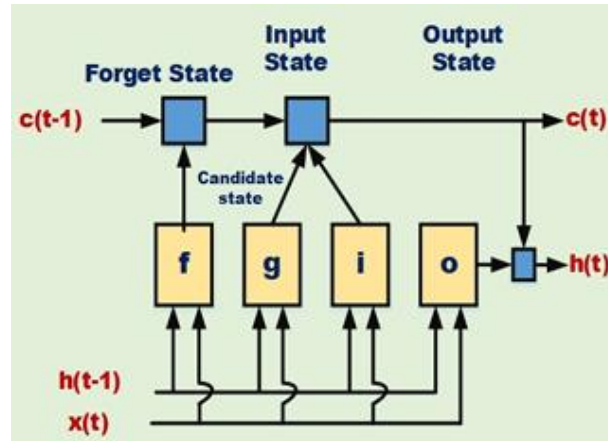 Input
State
Output
State
Forget State
c(t-1)
c(t)
Candidate
state
f
g
i
o
h(t)
h(t-1)
x(t)